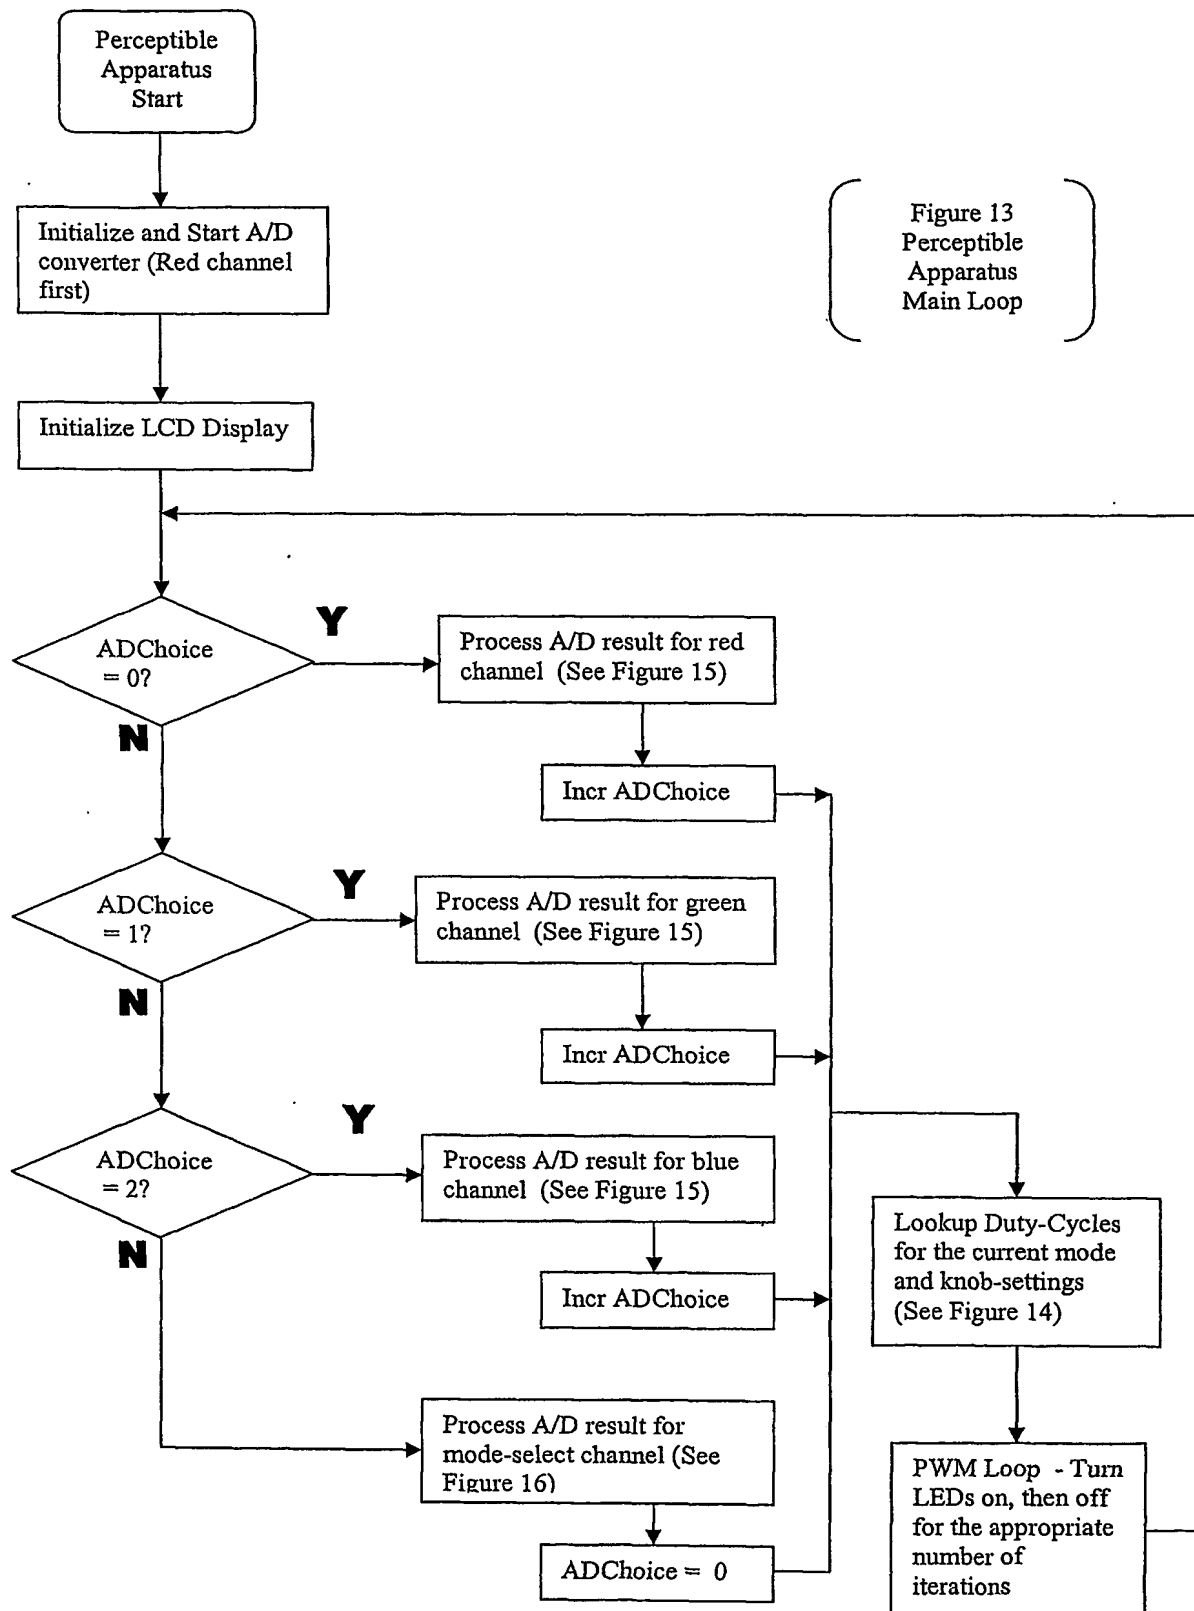 Perceptible
Apparatus
Start
Initialize and Start A/D
converter (Red channel
first)
Figure 13
Perceptible
Apparatus
Main Loop
Initialize LCD Display
ADChoice
= 0?
Y
N
Process A/D result for red
channel (See Figure 15)
Incr ADChoice
ADChoice
= 1?
Y
N
Process A/D result for green
channel (See Figure 15)
Incr ADChoice
ADChoice
= 2?
Y
N
Process A/D result for blue
channel (See Figure 15)
Incr ADChoice
Process A/D result for
mode-select channel (See
Figure 16)
ADChoice = 0
Lookup Duty-Cycles
for the current mode
and knob-settings
(See Figure 14)
PWM Loop - Turn
LEDs on, then off
for the appropriate
number of
iterations